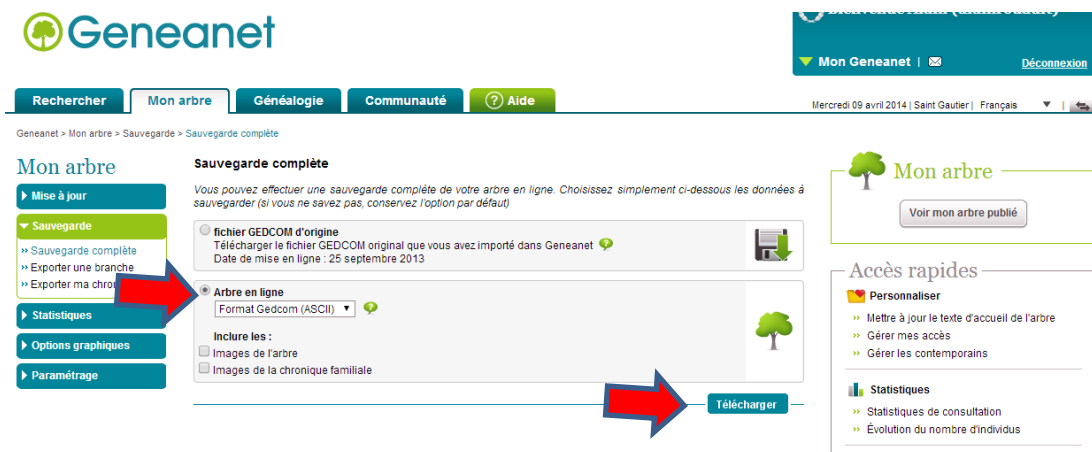 Geneanet
Mon Geneanet |
Déconnexion
Rechercher
Mon arbre
Généalogie
Communauté
? Aide
Mercredi 09 avril 2014 | Saint Gautier | Français ▼ |
Geneanet > Mon arbre > Sauvegarde > Sauvegarde complète
Mon arbre
Mise à jour
Sauvegarde
» Sauvegarde complète
» Exporter une branche
» Exporter ma
Statistiques
Options graphiques
Paramétrage
Sauvegarde complète
Vous pouvez effectuer une sauvegarde complète de votre arbre en ligne. Choisissez simplement ci-dessous les données à
sauvegarder (si vous ne savez pas, conservez l'option par défaut)
fichier GEDCOM d'origine
Télécharger le fichier GEDCOM original que vous avez importé dans Geneanet ?
Date de mise en ligne : 25 septembre 2013
Arbre en ligne
Format Gedcom (ASCII) ▼ ?
Inclure les :
Images de l'arbre
Images de la chronique familiale
Télécharger
Mon arbre
Voir mon arbre publié
Accès rapides
Personnaliser
» Mettre à jour le texte d'accueil de l'arbre
» Gérer mes accès
» Gérer les contemporains
Statistiques
» Statistiques de consultation
» Évolution du nombre d'individus